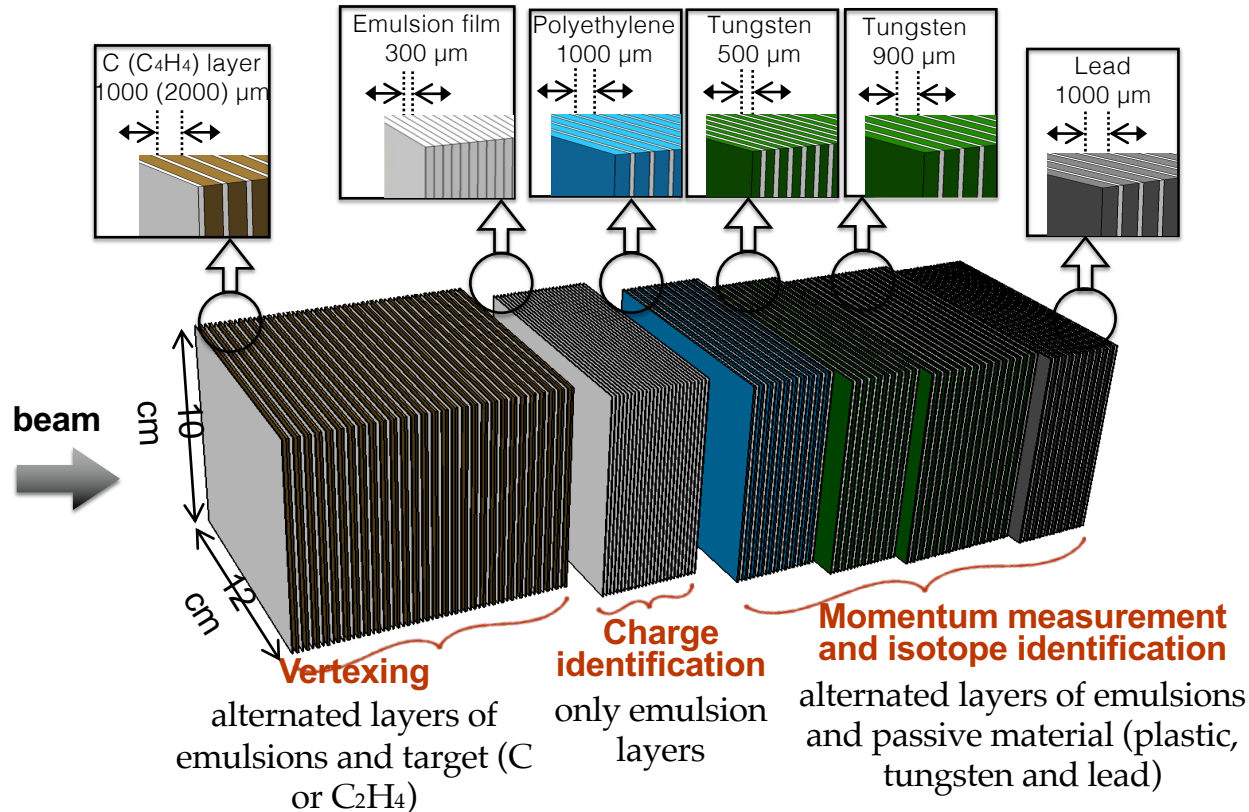 C (C₄H₄) layer
1000 (2000) μm
Emulsion film
300 μm
Polyethylene
1000 μm
Tungsten
500 μm
Tungsten
900 μm
Lead
1000 μm
beam
10
cm
12
cm
Vertexing
alternated layers of
emulsions and target (C
or C₂H₄)
Charge
identification
only emulsion
layers
Momentum measurement
and isotope identification
alternated layers of emulsions
and passive material (plastic,
tungsten and lead)